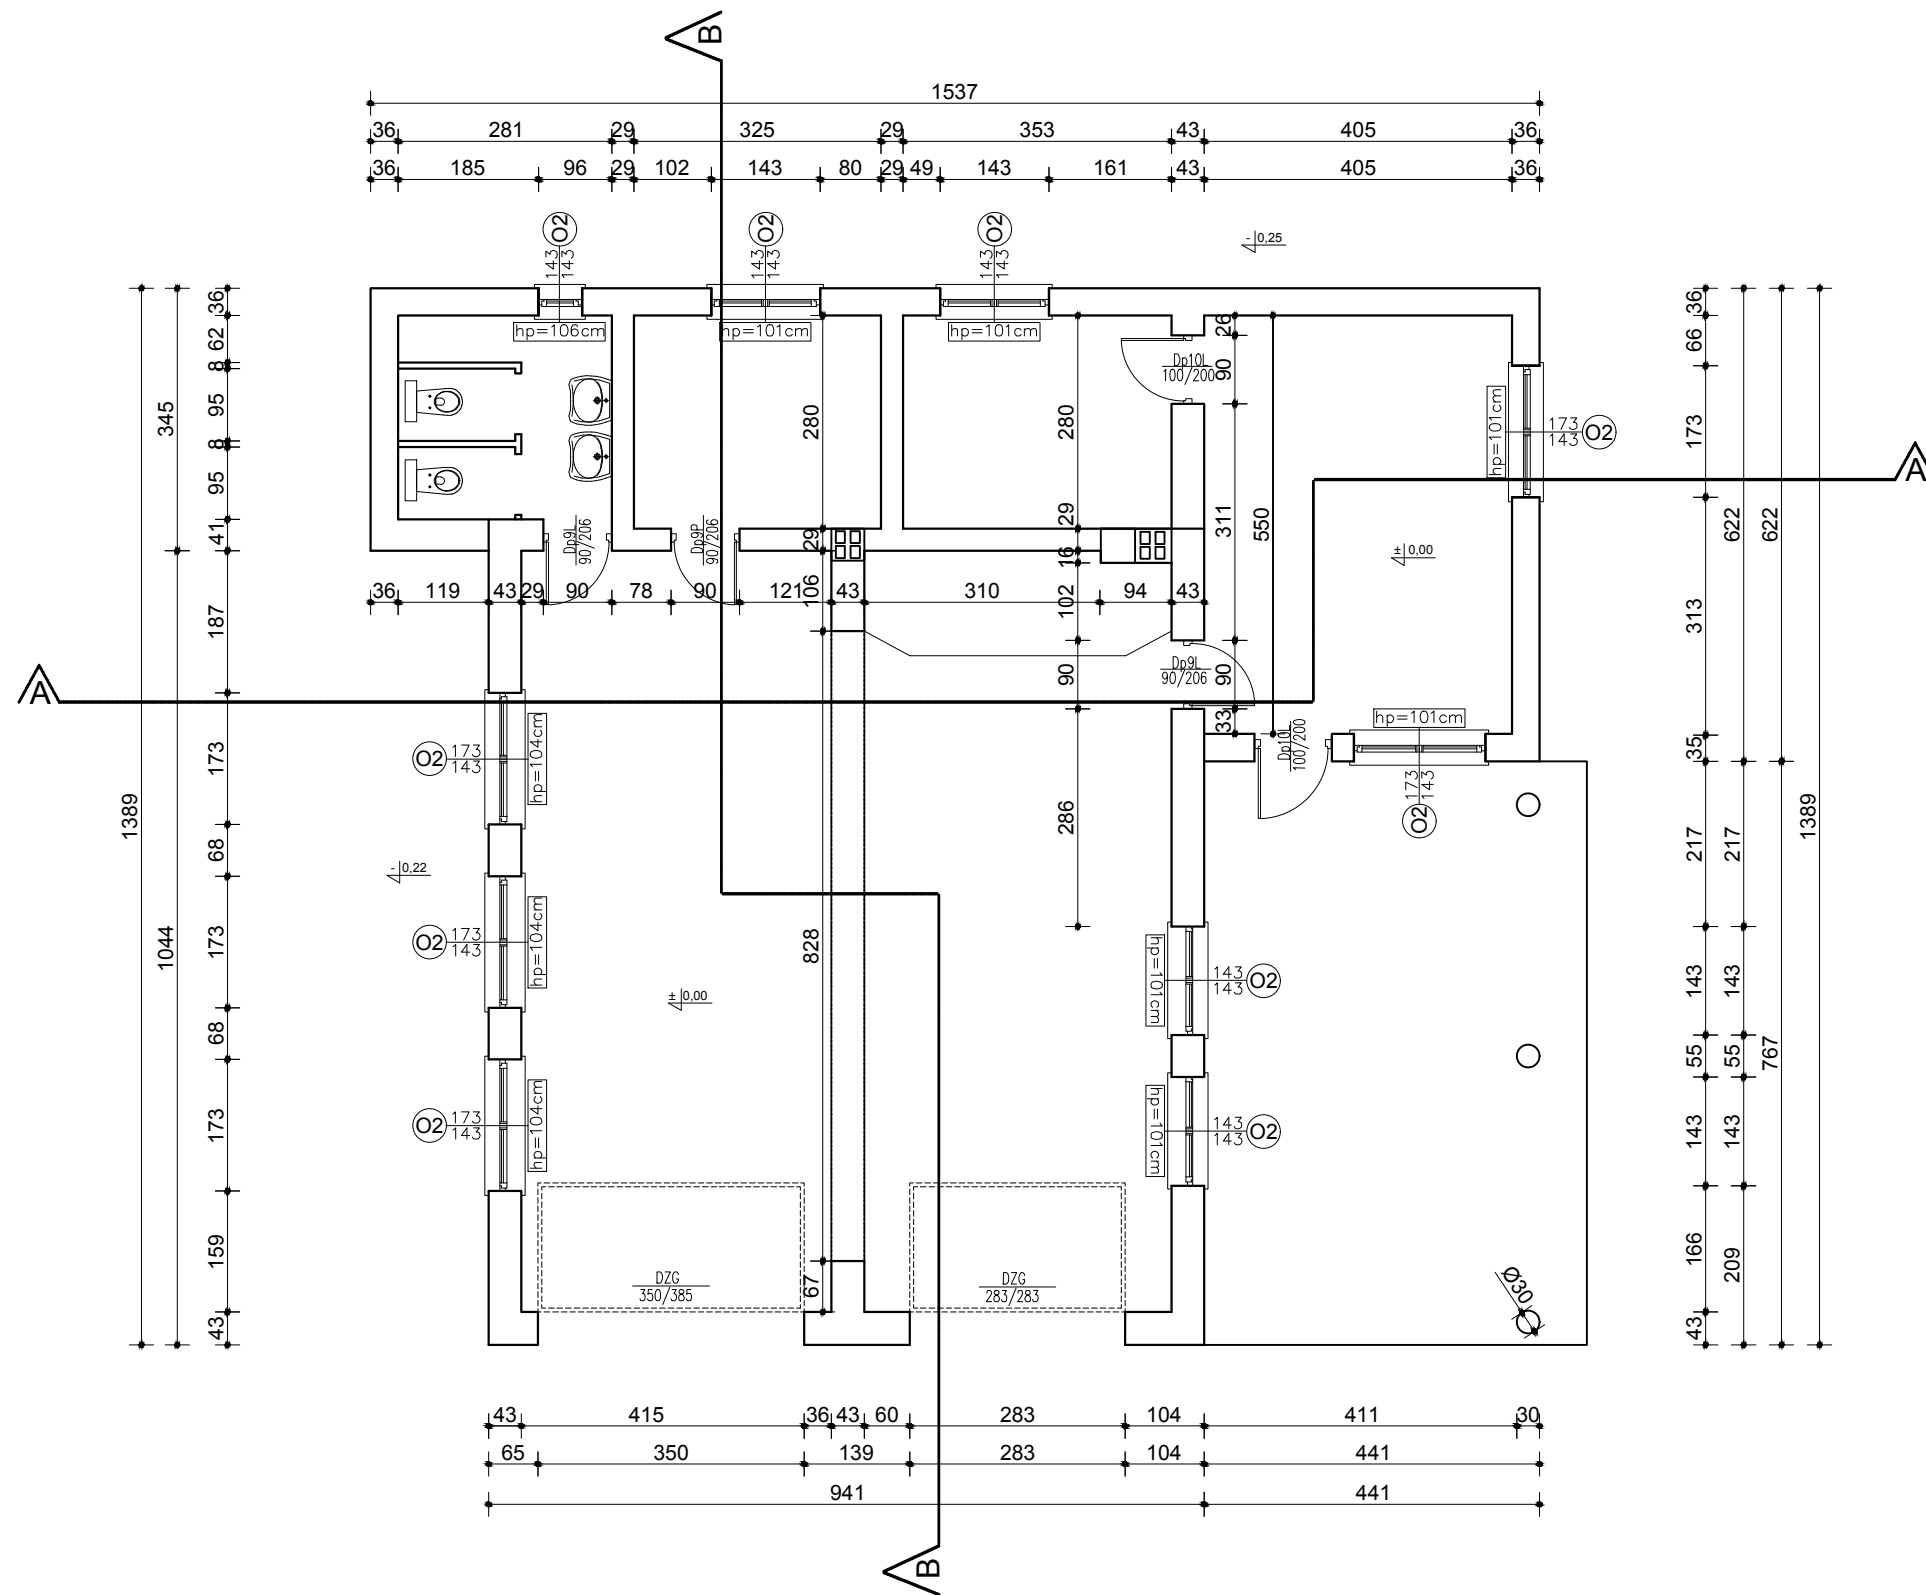 B
1537
36 281 29 325 29 353 43 405 36
36 185 96 29 102 143 80 29 49 143 161 43 405 36
O2 O2 O2
143 143 143 143 143 143
- 0,25
hp=106cm hp=101cm hp=101cm
Dp10L
100/200
26
90
311
90
33
550
280
280
29
16
102
90
286
29
106
828
67
Dp9L
90/206
Dp9P
90/206
36 119 43 29 90 78 90 121 43 310 94 43
Dp9L
90/206
Dp10L
100/200
hp=101cm
173
143
O2
hp=101cm
173
143
O2
± 0,00
A
A
1389
345
1044
36
62
8
95
8
95
41
187
173
68
173
68
173
159
43
O2
173
143
hp=104cm
O2
173
143
hp=104cm
O2
173
143
hp=104cm
- 0,22
± 0,00
hp=101cm
143
143
O2
hp=101cm
143
143
O2
36
66
173
313
35
217
143
55
143
166
43
622
217
143
55
143
209
622
767
1389
Ø30
DZG
350/385
DZG
283/283
43 415 36 43 60 283 104 411 30
65 350 139 283 104 441
941 441
B